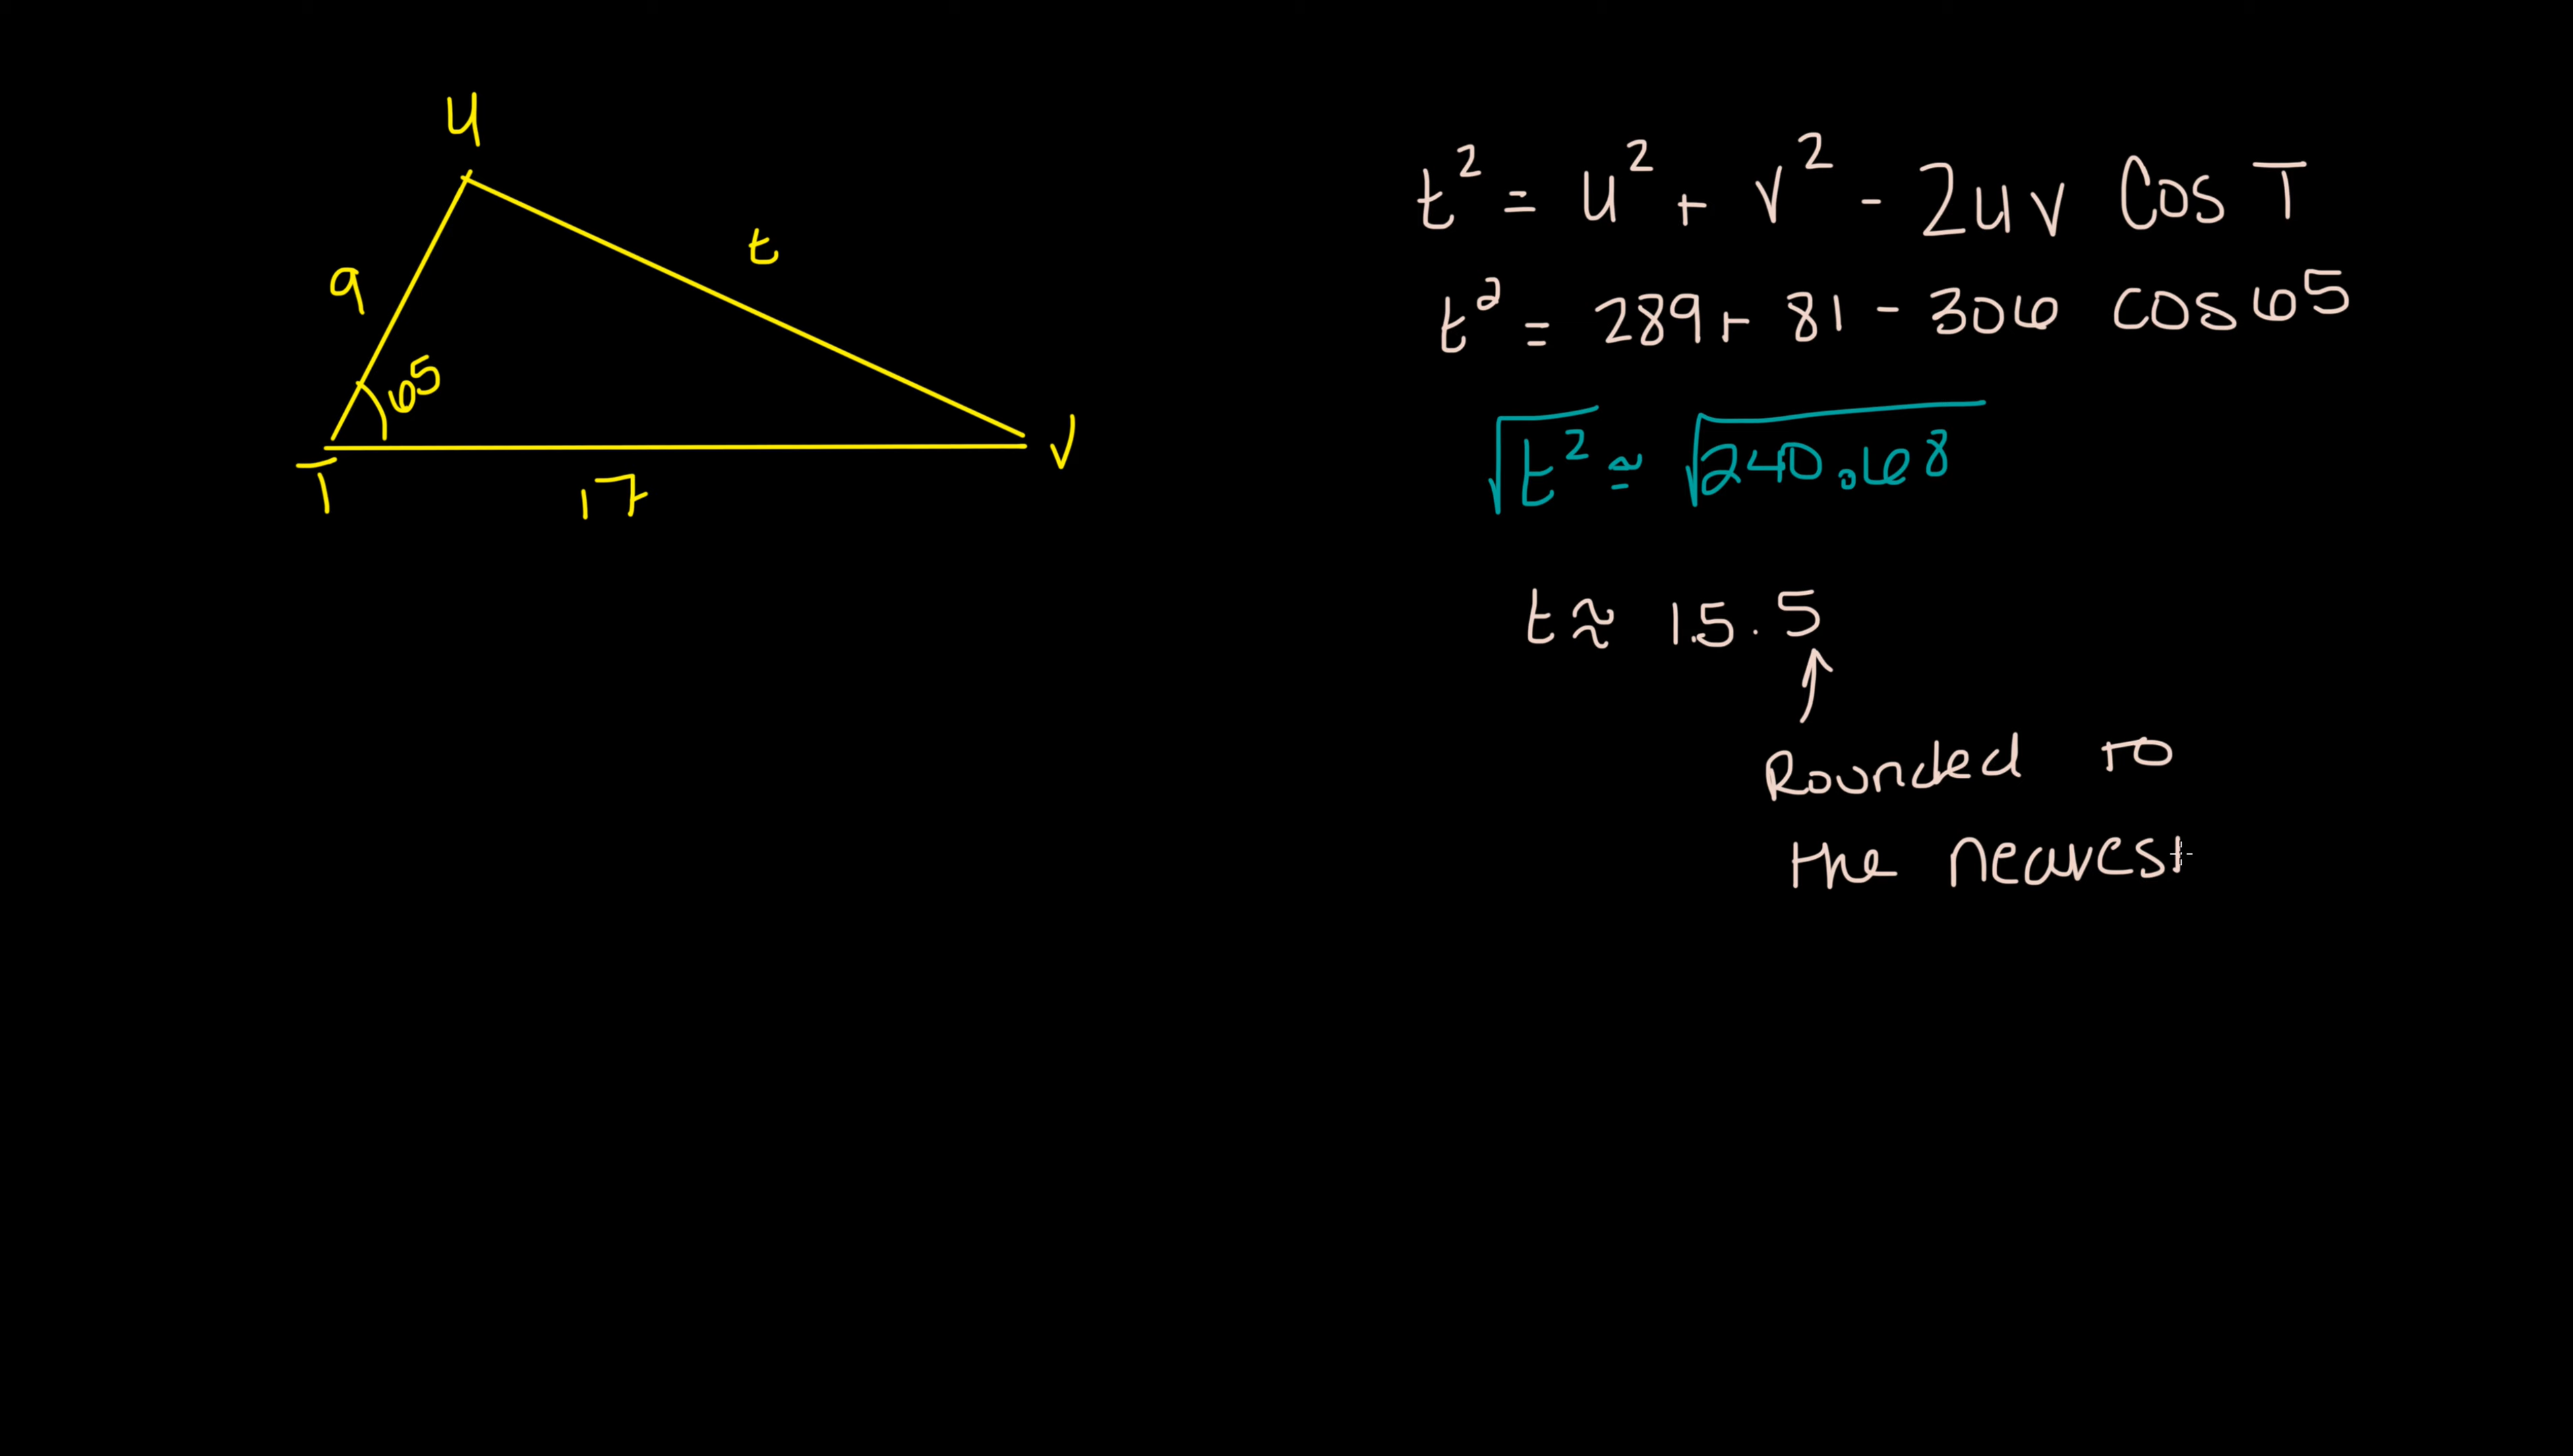 U
t
9
65
T
V
17
t² = u² + v² - 2uv Cos T
t² = 289 + 81 - 306 cos 65
√t² ≃ √240.68
t ≈ 15.5
Rounded to
the nearest